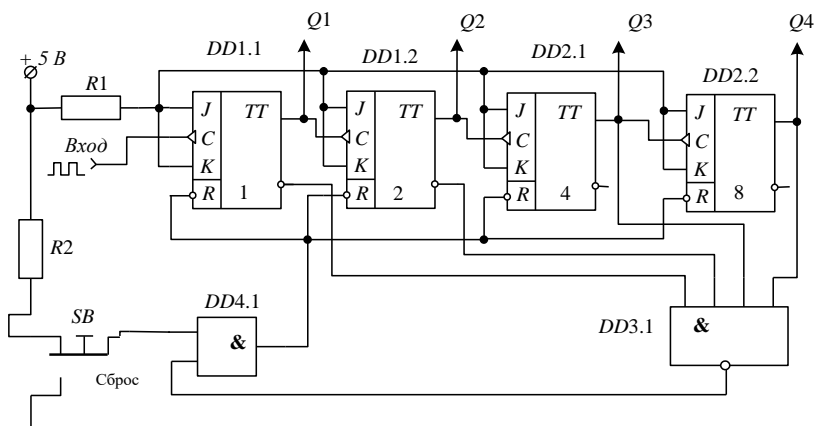 Q1 Q2 Q3 Q4
DD1.1 DD1.2 DD2.1 DD2.2
+ 5 В
R1
J TT J TT J TT J TT
Вход
C C C C
K K K K
R 1 R 2 R 4 R 8
R2
DD4.1
SB
&
DD3.1 &
Сброс